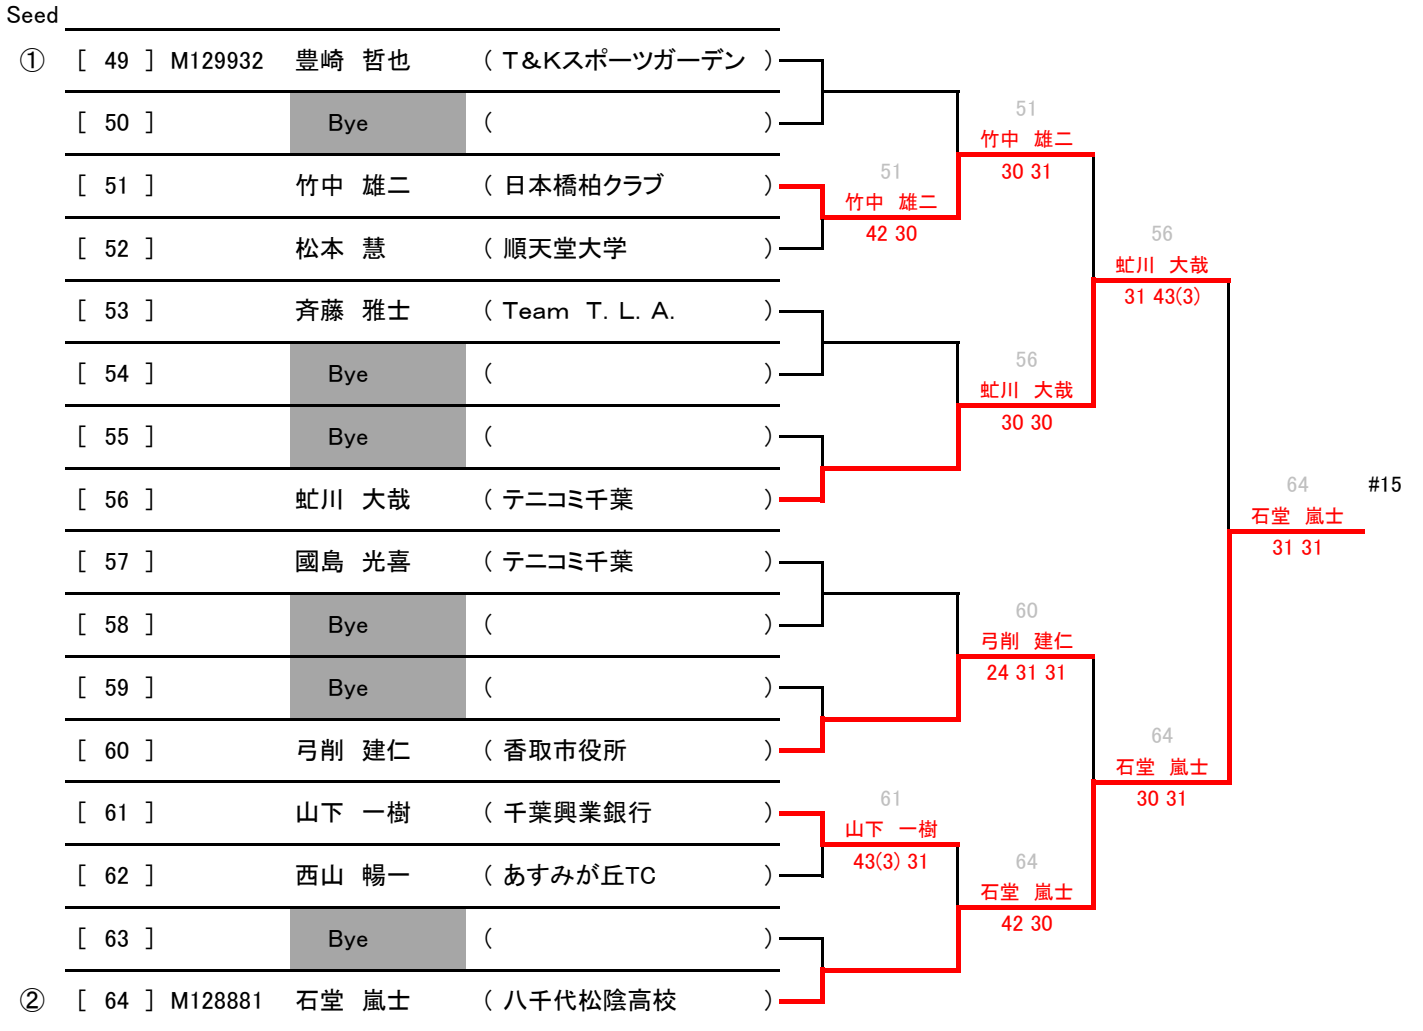 Seed
① [ 49 ] M129932 豊崎 哲也 ( T&Kスポーツガーデン )
[ 50 ] Bye ( )
51
竹中 雄二
30 31
[ 51 ] 竹中 雄二 ( 日本橋柏クラブ )
51
竹中 雄二
42 30
[ 52 ] 松本 慧 ( 順天堂大学 )
56
虻川 大哉
31 43(3)
[ 53 ] 斉藤 雅士 ( Team T. L. A. )
[ 54 ] Bye ( )
56
虻川 大哉
30 30
[ 55 ] Bye ( )
[ 56 ] 虻川 大哉 ( テニコミ千葉 )
64 #15
石堂 嵐士
31 31
[ 57 ] 國島 光喜 ( テニコミ千葉 )
[ 58 ] Bye ( )
60
弓削 建仁
24 31 31
[ 59 ] Bye ( )
[ 60 ] 弓削 建仁 ( 香取市役所 )
64
石堂 嵐士
30 31
[ 61 ] 山下 一樹 ( 千葉興業銀行 )
61
山下 一樹
43(3) 31
[ 62 ] 西山 暢一 ( あすみが丘TC )
64
石堂 嵐士
42 30
[ 63 ] Bye ( )
② [ 64 ] M128881 石堂 嵐士 ( 八千代松陰高校 )